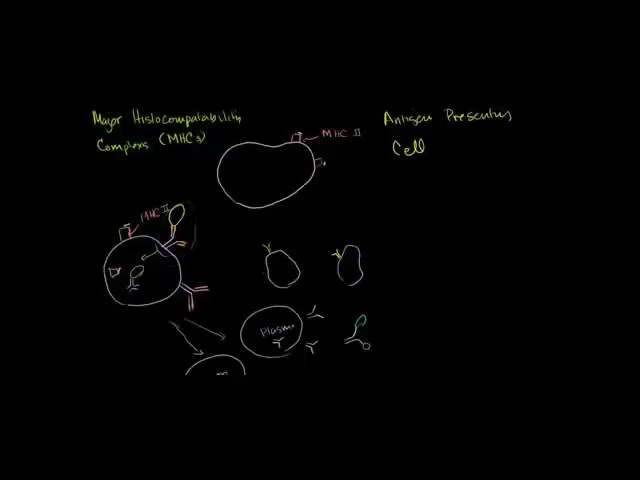 Major Histocompatability
Complexes (MHCs)
Antigen Presenting
Cell
MHC II
MHC II
Plasma